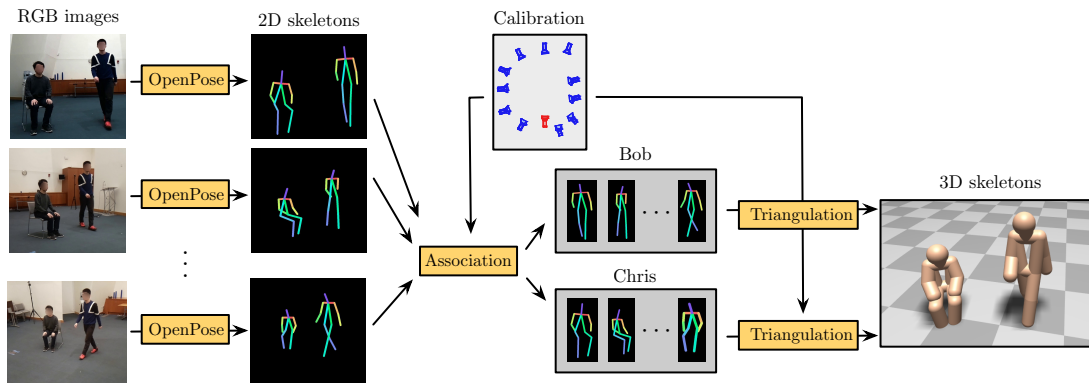 RGB images
2D skeletons
Calibration
OpenPose
Bob
OpenPose
3D skeletons
Triangulation
Association
Chris
OpenPose
Triangulation